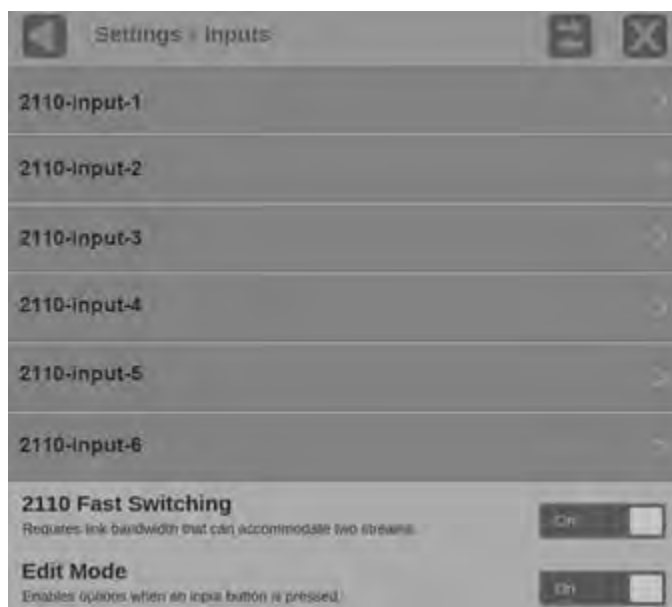 Settings › Inputs
2110-input-1
2110-input-2
2110-input-3
2110-input-4
2110-input-5
2110-input-6
2110 Fast Switching
Requires link bandwidth that can accommodate two streams.
On
Edit Mode
Enables options when an input button is pressed.
On